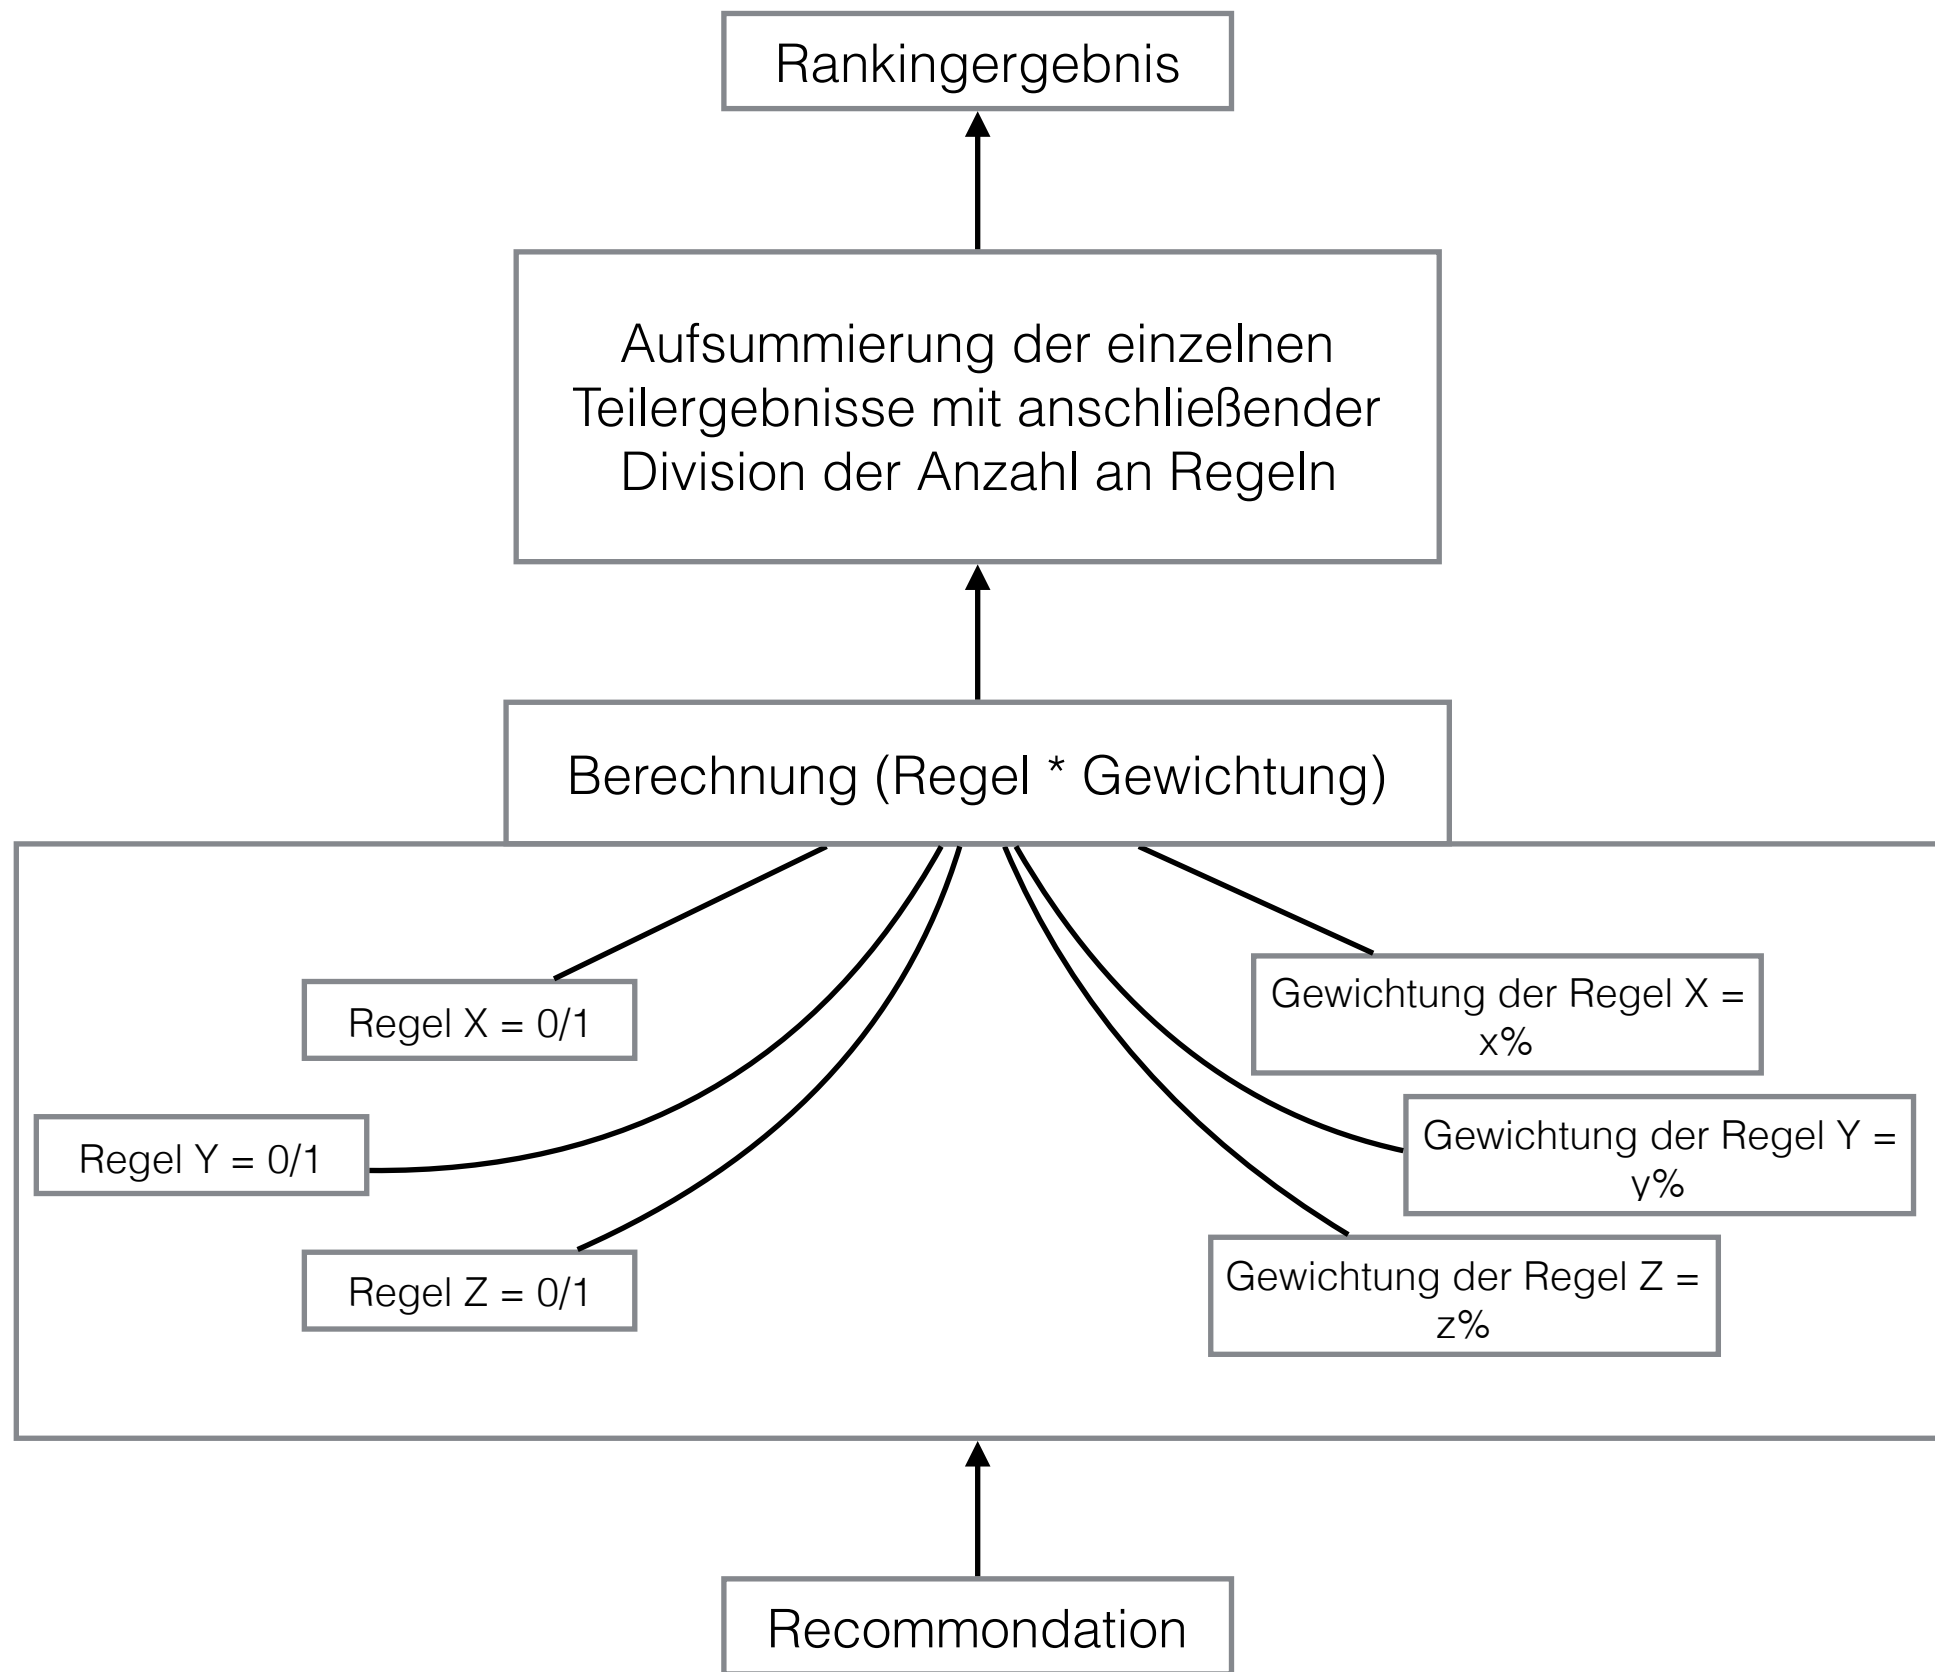 Rankingergebnis
Aufsummierung der einzelnen
Teilergebnisse mit anschließender
Division der Anzahl an Regeln
Berechnung (Regel * Gewichtung)
Regel X = 0/1
Gewichtung der Regel X =
x%
Regel Y = 0/1
Gewichtung der Regel Y =
y%
Regel Z = 0/1
Gewichtung der Regel Z =
z%
Recommondation